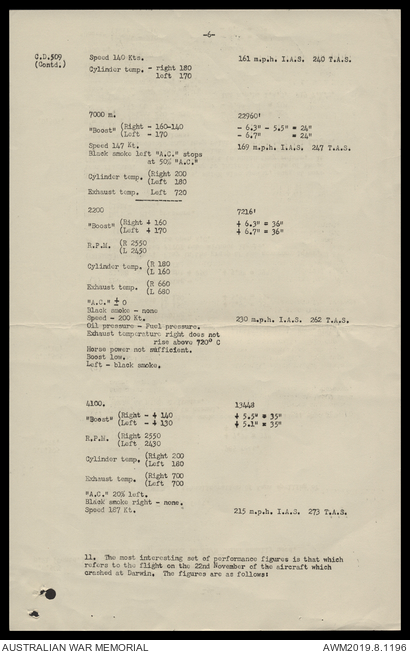 -6-
C.D.509 Speed 140 Kts. 161 m.p.h. I.A.S. 240 T.A.S.
(Contd.) Cylinder temp. - right 180
left 170
7000 m. 22960'
"Boost" (Right - 160-140 - 6.3" - 5.5" = 24"
(Left - 170 - 6.7" = 24"
Speed 147 Kt. 169 m.p.h. I.A.S. 247 T.A.S.
Black smoke left "A.C." stops
at 50% "A.C."
Cylinder temp. (Right 200
(Left 180
Exhaust temp. Left 720
2200 7216'
"Boost" (Right + 160 + 6.3" = 36"
(Left + 170 + 6.7" = 36"
R.P.M. (R 2550
(L 2450
Cylinder temp. (R 180
(L 160
Exhaust temp. (R 660
(L 680
"A.C." ± 0
Black smoke - none
Speed - 200 Kt. 230 m.p.h. I.A.S. 262 T.A.S.
Oil pressure - Fuel pressure.
Exhaust temperature right does not
rise above 720° C
Horse power not sufficient.
Boost low.
Left - black smoke.
4100. 13448
"Boost" (Right - + 140 + 5.5" = 35"
(Left - + 130 + 5.1" = 35"
R.P.M. (Right 2550
(Left 2430
Cylinder temp. (Right 200
(Left 180
Exhaust temp. (Right 700
(Left 700
"A.C." 20% left.
Black smoke right - none.
Speed 187 Kt. 215 m.p.h. I.A.S. 273 T.A.S.
11. The most interesting set of performance figures is that which
refers to the flight on the 22nd November of the aircraft which
crashed at Darwin. The figures are as follows:
AUSTRALIAN WAR MEMORIAL AWM2019.8.1196